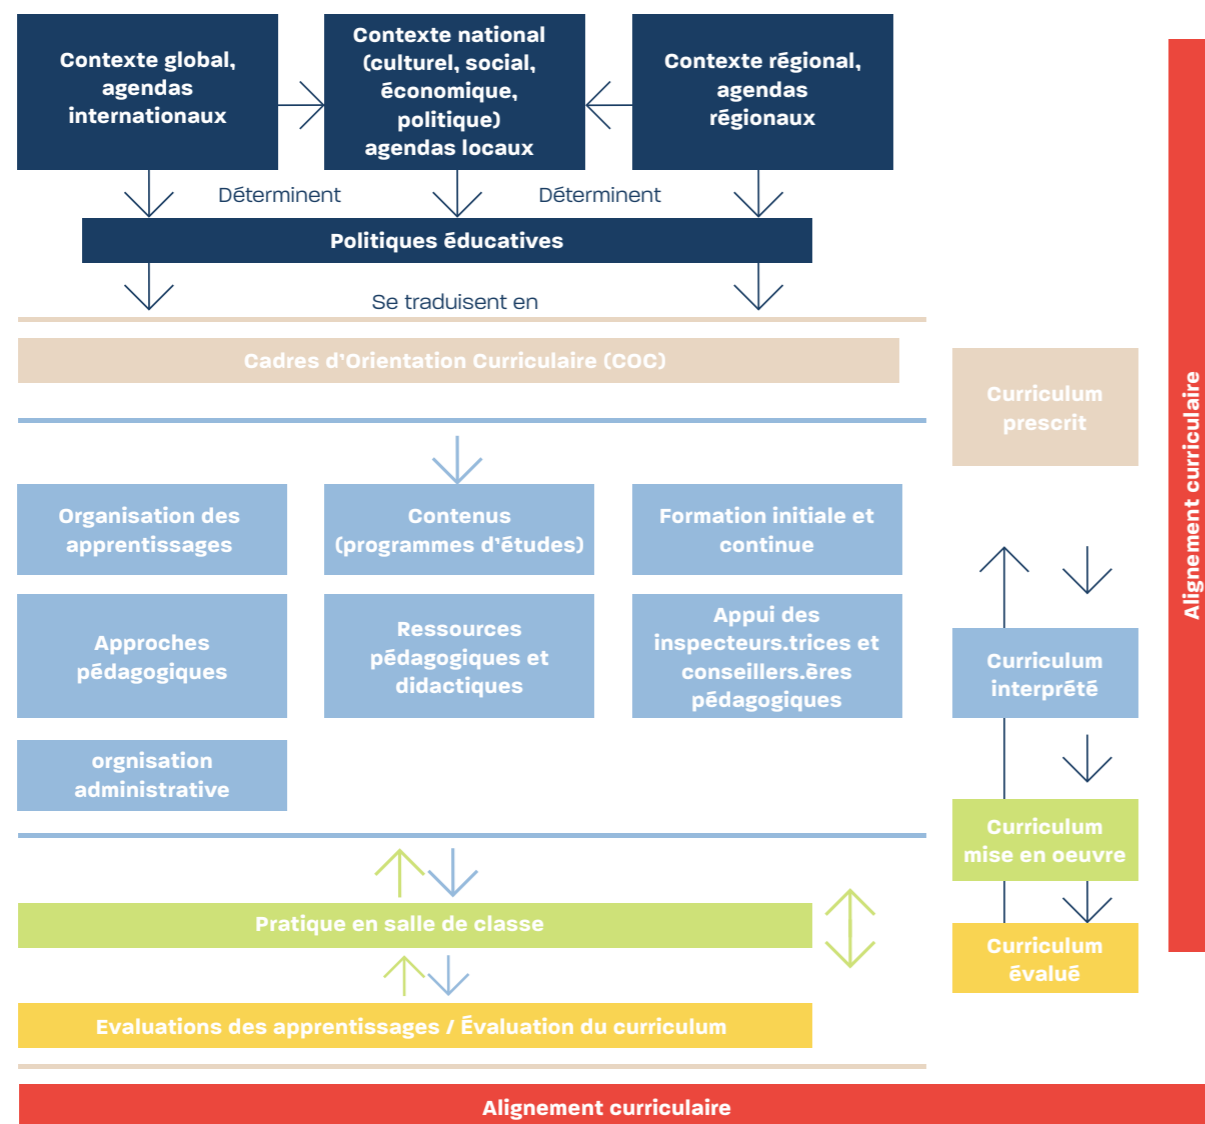 Contexte global,
agendas
internationaux
Contexte national
(culturel, social,
économique,
politique)
agendas locaux
Contexte régional,
agendas
régionaux
Déterminent
Déterminent
Politiques éducatives
Se traduisent en
Cadres d'Orientation Curriculaire (COC)
Curriculum
prescrit
Organisation des
apprentissages
Contenus
(programmes d'études)
Formation initiale et
continue
Approches
pédagogiques
Ressources
pédagogiques et
didactiques
Appui des
inspecteurs.trices et
conseillers.ères
pédagogiques
Curriculum
interprété
orgnisation
administrative
Curriculum
mise en oeuvre
Pratique en salle de classe
Curriculum
évalué
Evaluations des apprentissages / Évaluation du curriculum
Alignement curriculaire
Alignement curriculaire